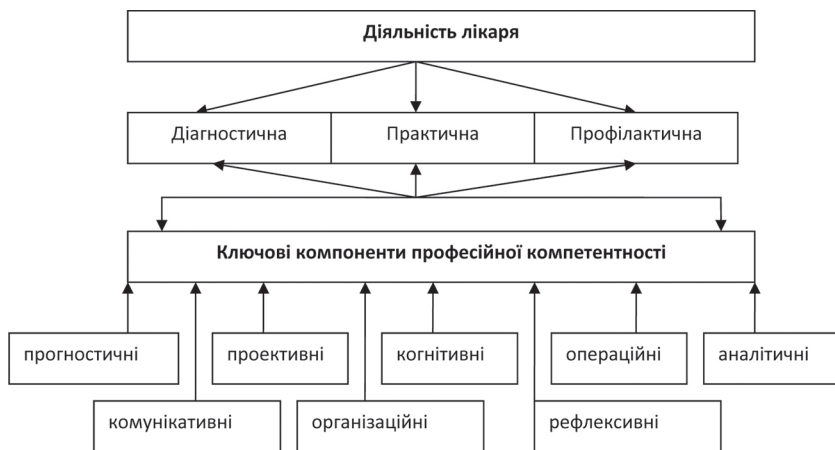 Діяльність лікаря
Діагностична
Практична
Профілактична
Ключові компоненти професійної компетентності
прогностичні
проективні
когнітивні
операційні
аналітичні
комунікативні
організаційні
рефлексивні